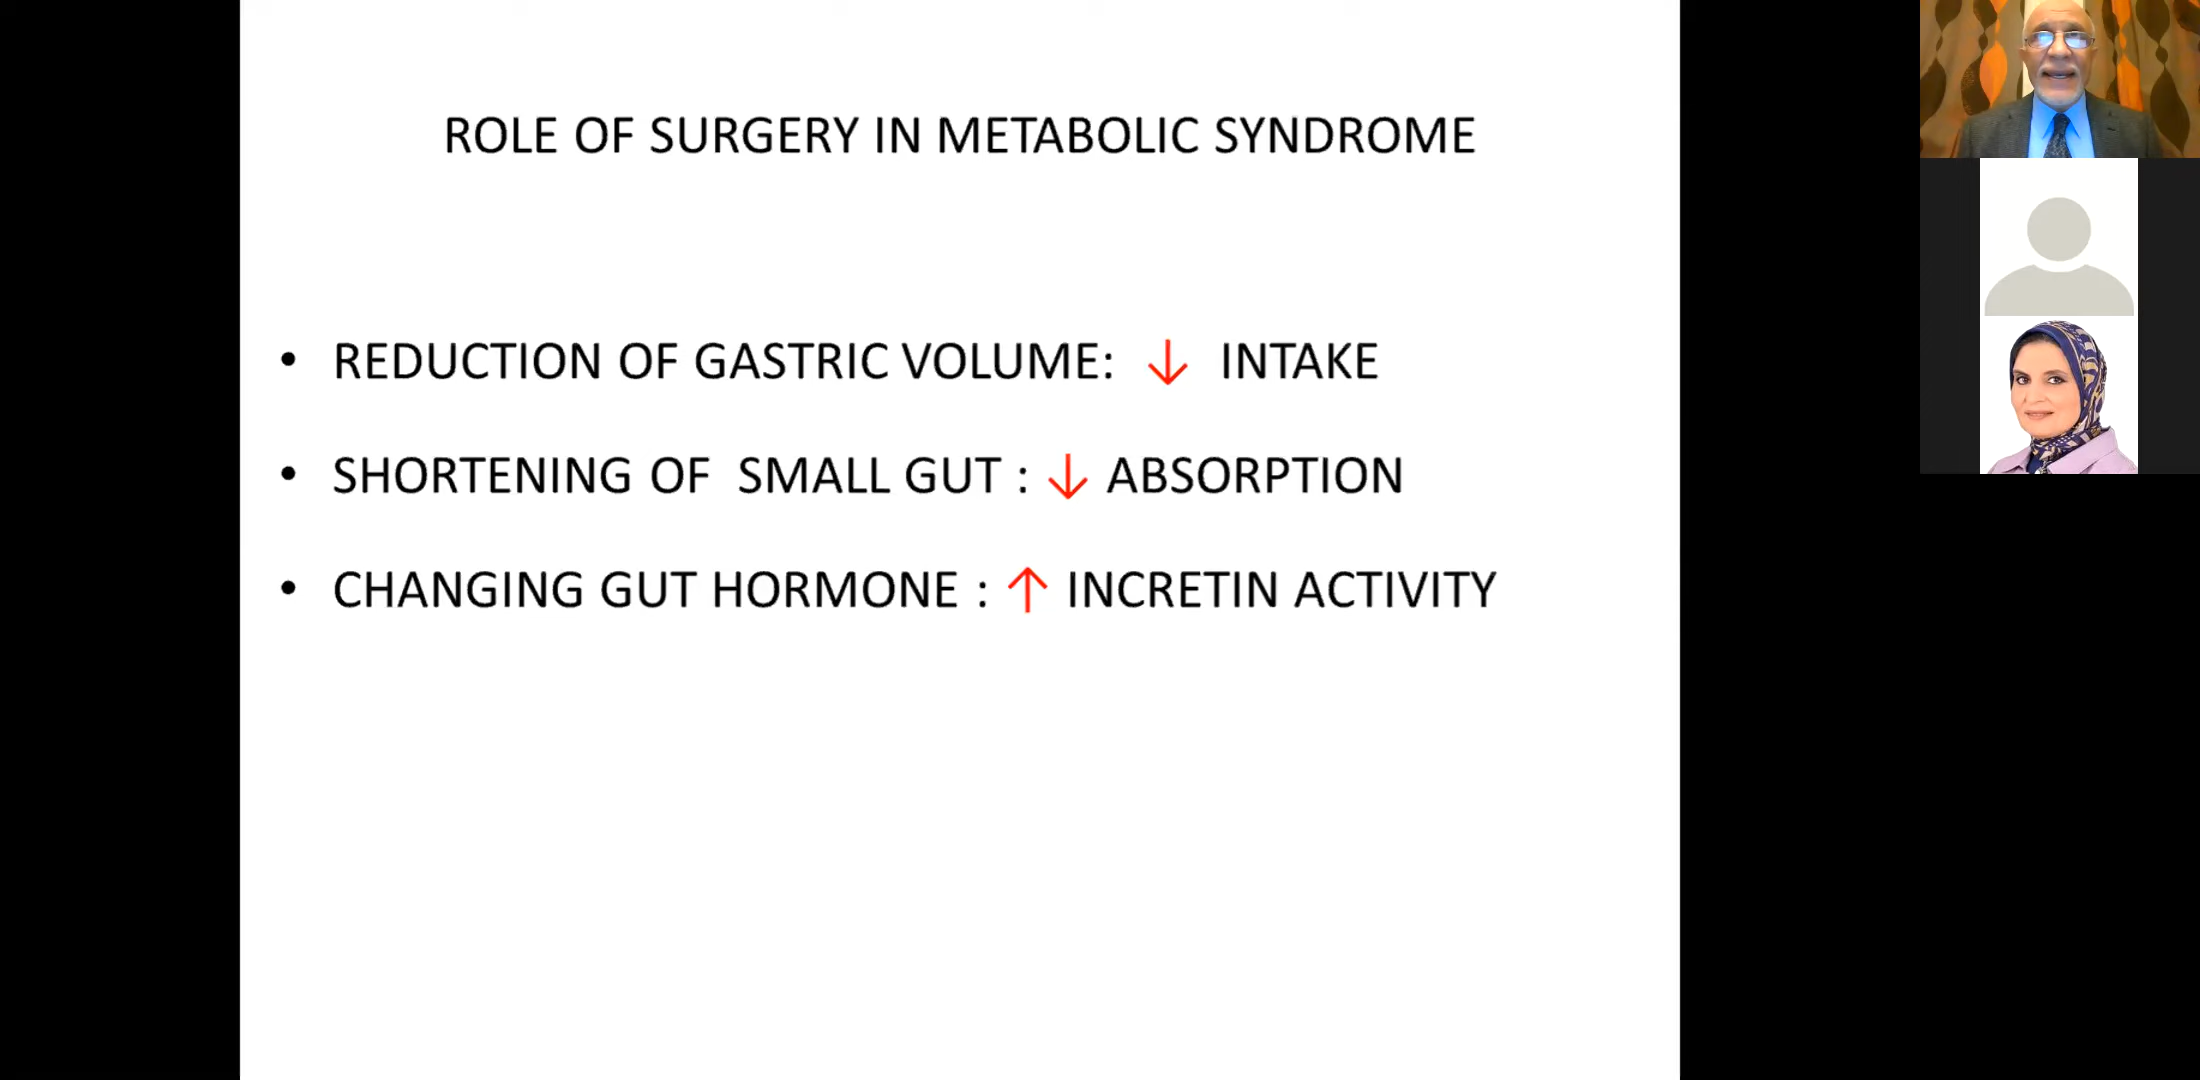 ROLE OF SURGERY IN METABOLIC SYNDROME
• REDUCTION OF GASTRIC VOLUME: ↓ INTAKE
• SHORTENING OF SMALL GUT : ↓ ABSORPTION
• CHANGING GUT HORMONE : ↑ INCRETIN ACTIVITY